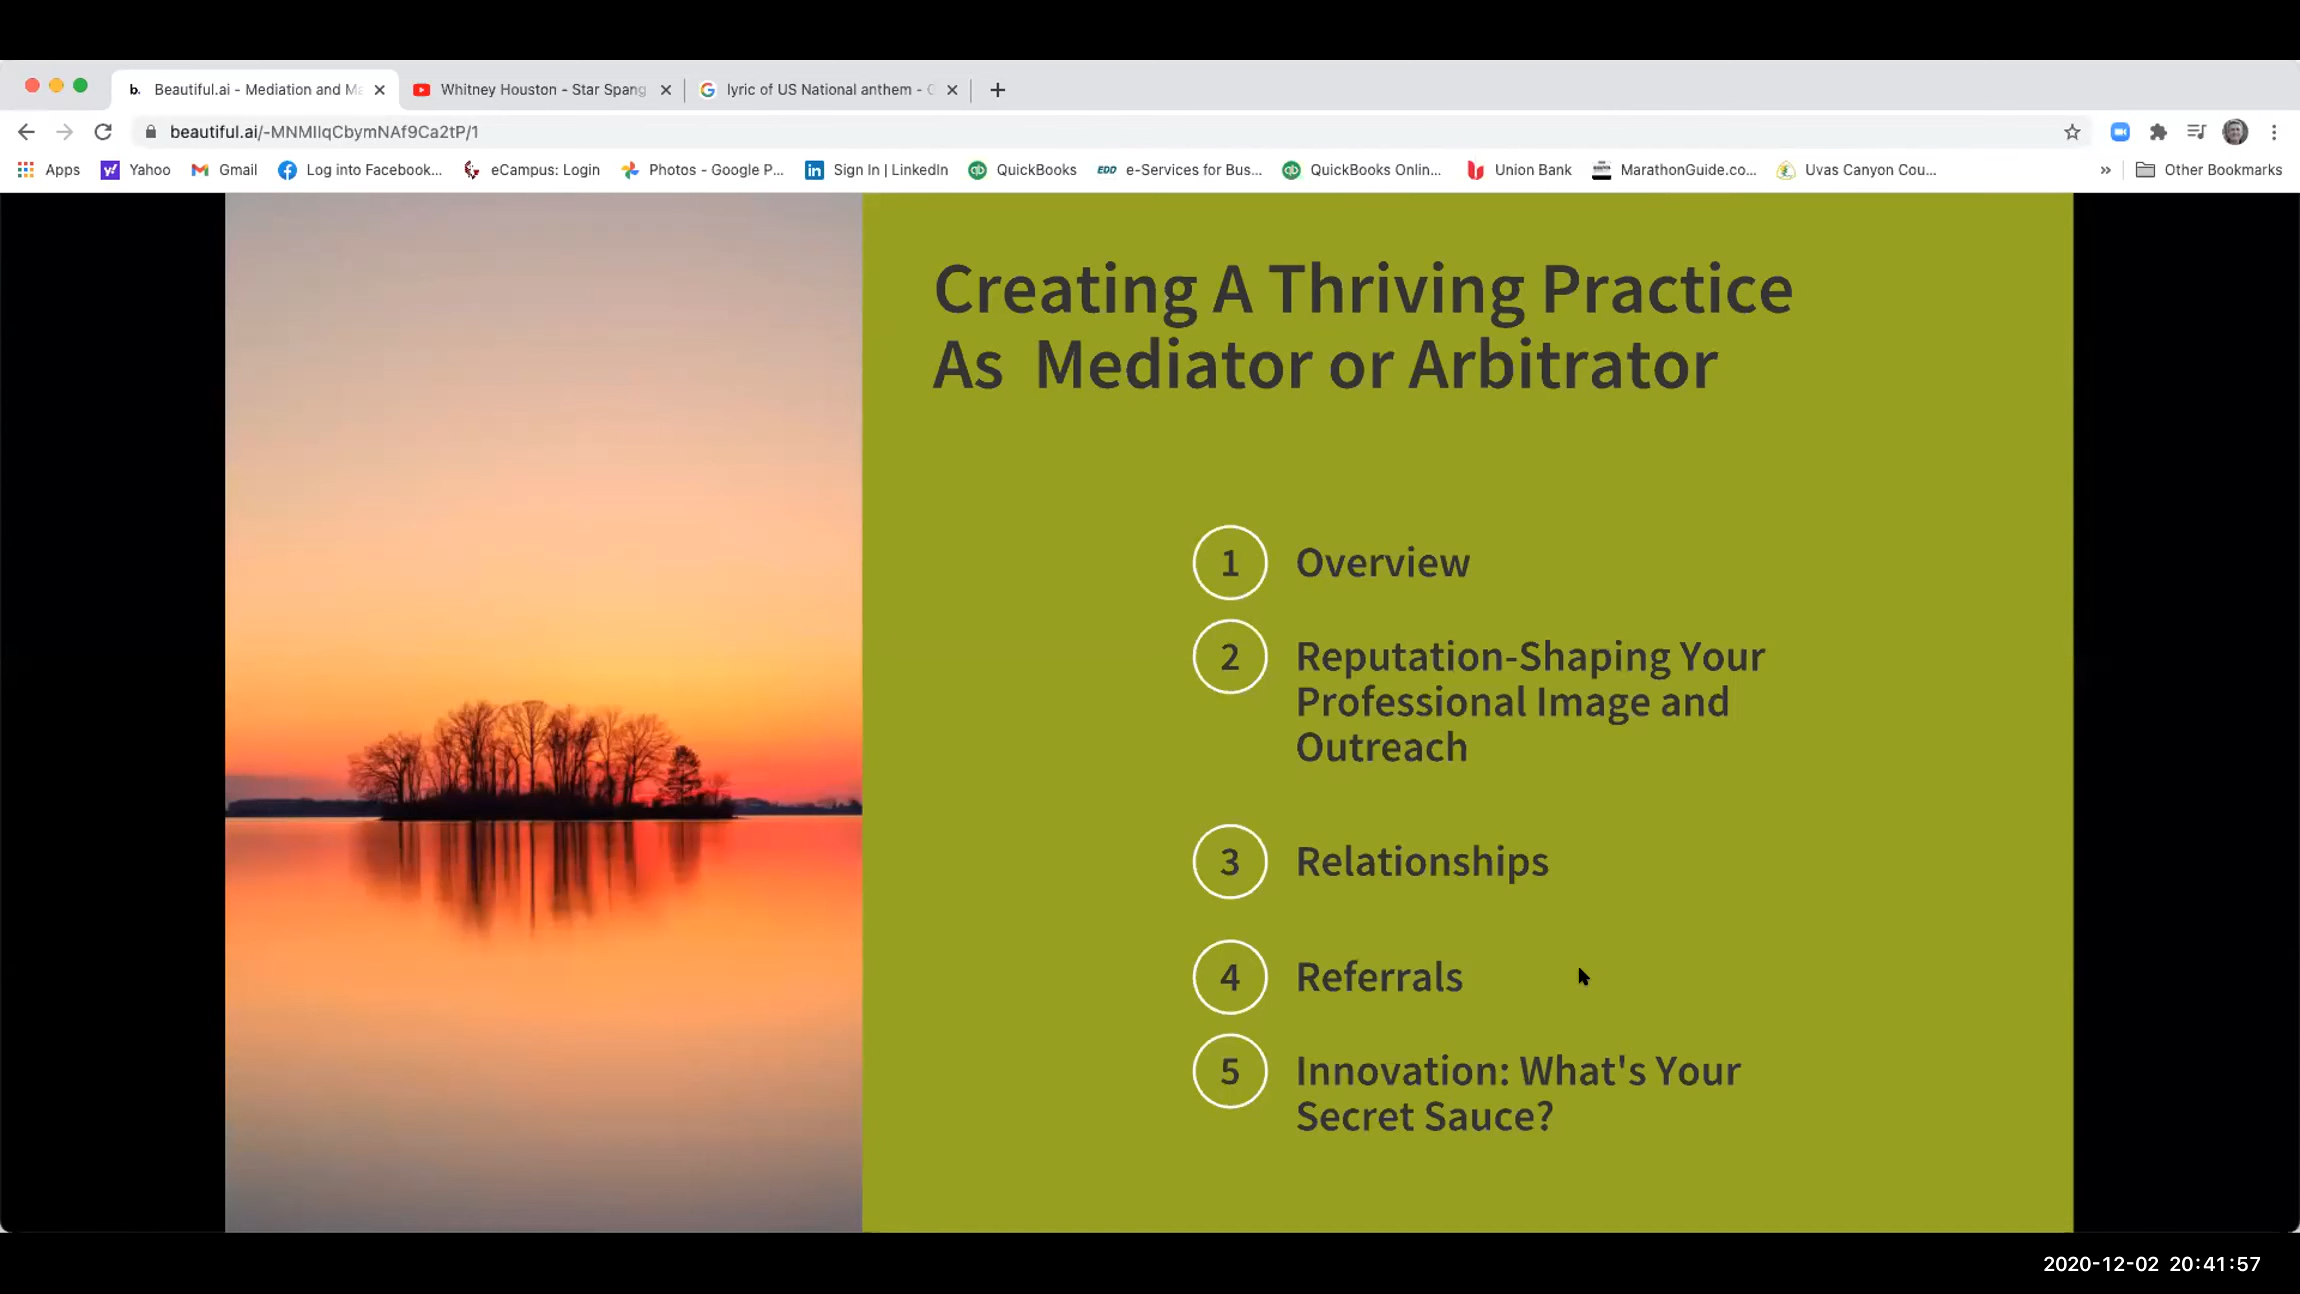 b. Beautiful.ai - Mediation and Ma
Whitney Houston - Star Spang
lyric of US National anthem -
beautiful.ai/-MNMIlqCbymNAf9Ca2tP/1
Apps Yahoo Gmail Log into Facebook... eCampus: Login Photos - Google P... Sign In | LinkedIn QuickBooks EDD e-Services for Bus... QuickBooks Onlin... Union Bank MarathonGuide.co... Uvas Canyon Cou... » Other Bookmarks
Creating A Thriving Practice
As Mediator or Arbitrator
1 Overview
2 Reputation-Shaping Your
Professional Image and
Outreach
3 Relationships
4 Referrals
5 Innovation: What's Your
Secret Sauce?
2020-12-02 20:41:57